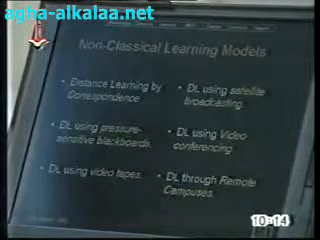 agha-alkalaa.net
Non-Classical Learning Models
• Distance Learning by
Correspondence
• DL using pressure-
sensitive blackboards.
• DL using video tapes.
• DL using satellite
broadcasting.
• DL using Video
conferencing.
• DL through Remote
Campuses.
10:14